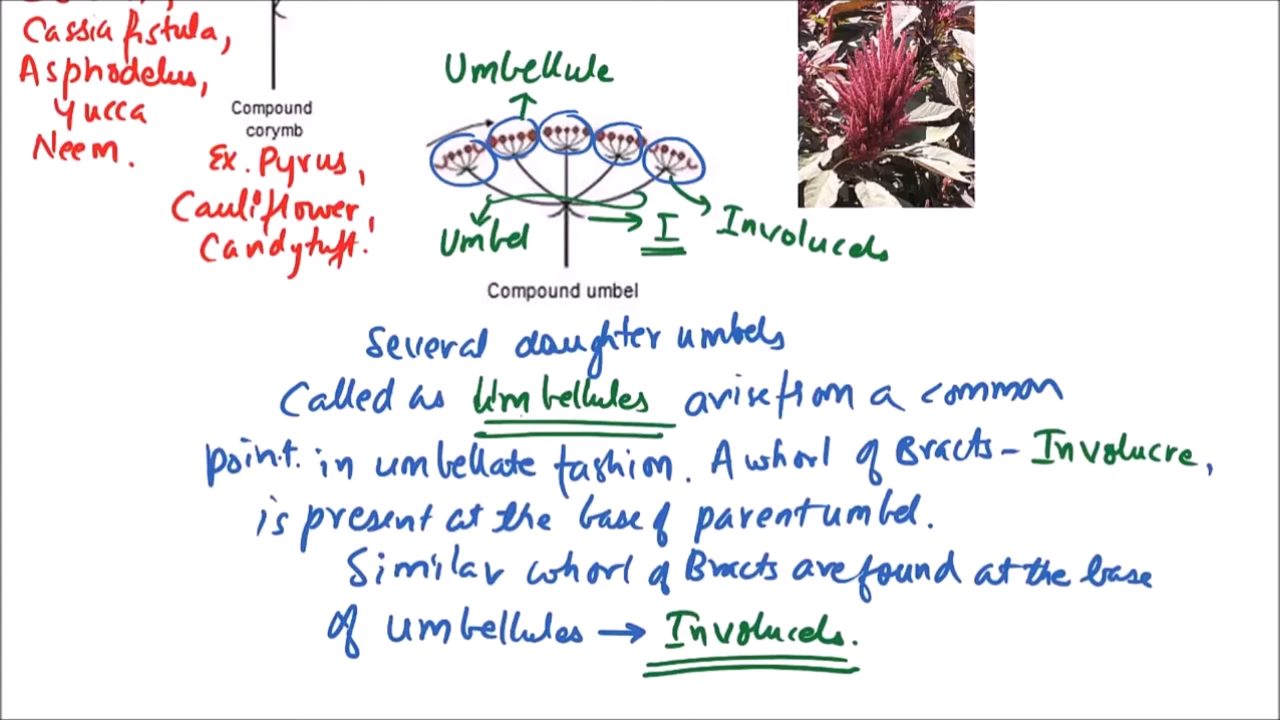 Cassia fistula,
Asphodelus,
Yucca
Neem.
Compound
corymb
Ex. Pyrus,
Cauliflower,
Candytuft.
Umbellule
Umbel
I
Involucels
Compound umbel
Several daughter umbels
Called as Umbellules arise from a common
point. in umbellate fashion. A whorl of Bracts - Involucre,
is present at the base of parent umbel.
Similar whorl of Bracts are found at the base
of umbellules → Involucels.